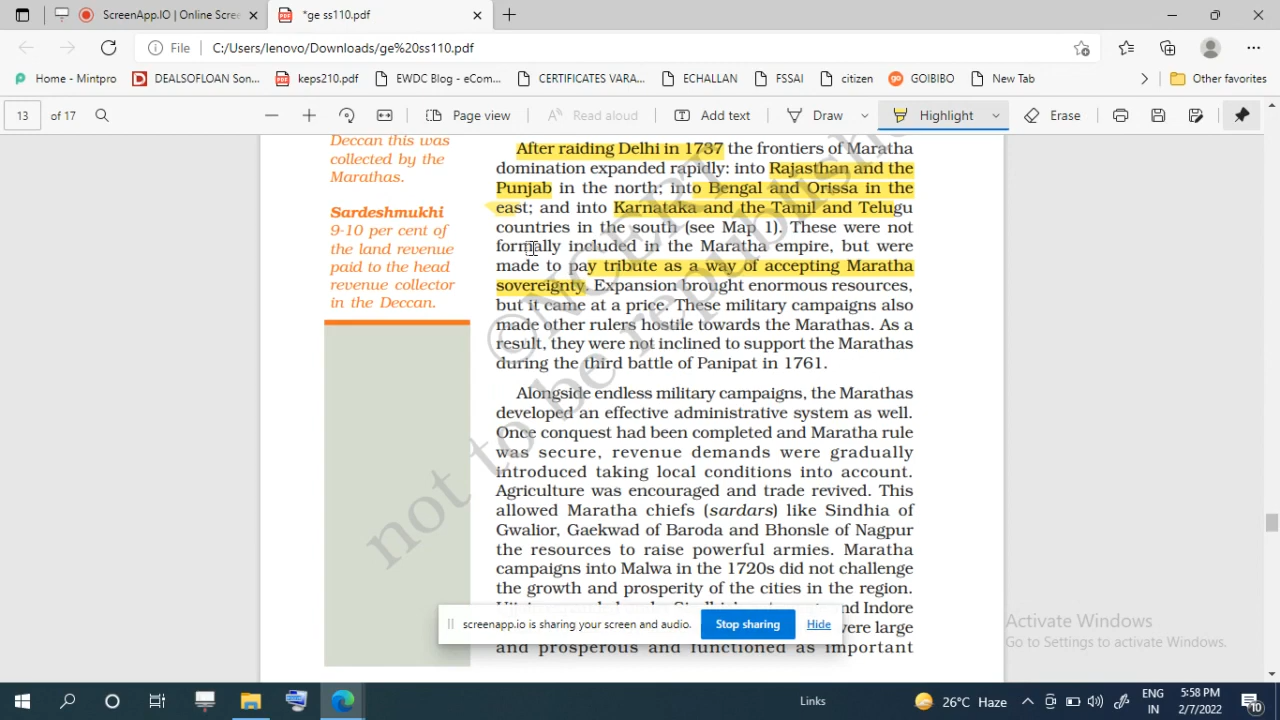 ScreenApp.IO | Online Scree
*ge ss110.pdf
File
C:/Users/lenovo/Downloads/ge%20ss110.pdf
Home - Mintpro
DEALSOFLOAN Son...
keps210.pdf
EWDC Blog - eCom...
CERTIFICATES VARA...
ECHALLAN
FSSAI
citizen
GOIBIBO
New Tab
Other favorites
13 of 17
Page view
Read aloud
Add text
Draw
Highlight
Erase
Deccan this was
collected by the
Marathas.
Sardeshmukhi
9-10 per cent of
the land revenue
paid to the head
revenue collector
in the Deccan.
After raiding Delhi in 1737 the frontiers of Maratha
domination expanded rapidly: into Rajasthan and the
Punjab in the north; into Bengal and Orissa in the
east; and into Karnataka and the Tamil and Telugu
countries in the south (see Map 1). These were not
formally included in the Maratha empire, but were
made to pay tribute as a way of accepting Maratha
sovereignty. Expansion brought enormous resources,
but it came at a price. These military campaigns also
made other rulers hostile towards the Marathas. As a
result, they were not inclined to support the Marathas
during the third battle of Panipat in 1761.
Alongside endless military campaigns, the Marathas
developed an effective administrative system as well.
Once conquest had been completed and Maratha rule
was secure, revenue demands were gradually
introduced taking local conditions into account.
Agriculture was encouraged and trade revived. This
allowed Maratha chiefs (sardars) like Sindhia of
Gwalior, Gaekwad of Baroda and Bhonsle of Nagpur
the resources to raise powerful armies. Maratha
campaigns into Malwa in the 1720s did not challenge
the growth and prosperity of the cities in the region.
and Indore
were large
and prosperous and functioned as important
©NCERT
not to be republished
screenapp.io is sharing your screen and audio.
Stop sharing
Hide
Activate Windows
Go to Settings to activate Windows.
Links
26°C Haze
ENG
IN
5:58 PM
2/7/2022
10